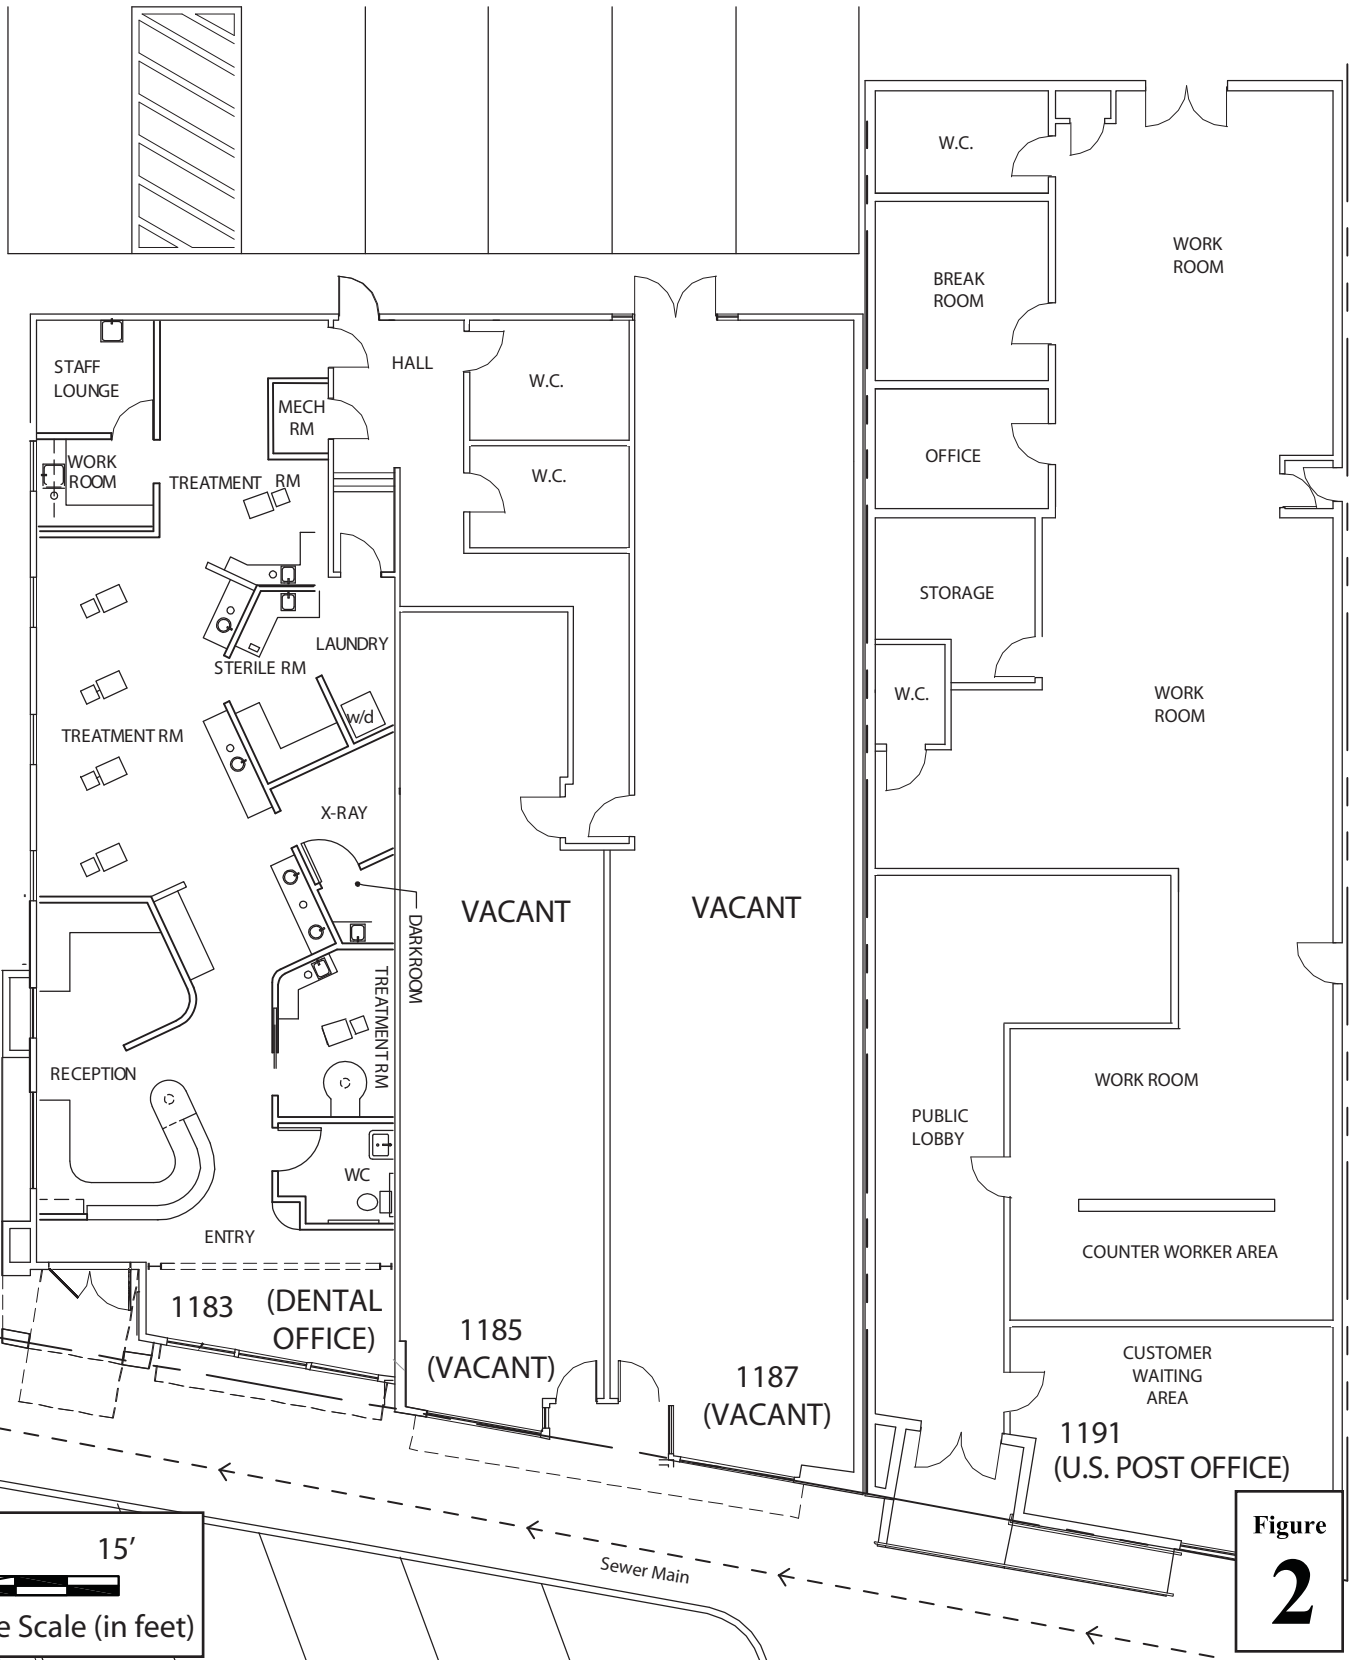 W.C.
WORK
ROOM
BREAK
ROOM
HALL
STAFF
LOUNGE
W.C.
MECH
RM
OFFICE
WORK
ROOM
TREATMENT RM
W.C.
STORAGE
LAUNDRY
STERILE RM
W.C.
WORK
ROOM
w/d
TREATMENT RM
X-RAY
VACANT
VACANT
DARKROOM
TREATMENT RM
RECEPTION
WORK ROOM
PUBLIC
LOBBY
WC
ENTRY
COUNTER WORKER AREA
1183 (DENTAL
OFFICE)
1185
(VACANT)
1187
(VACANT)
CUSTOMER
WAITING
AREA
1191
(U.S. POST OFFICE)
Sewer Main
15'
e Scale (in feet)
Figure
2